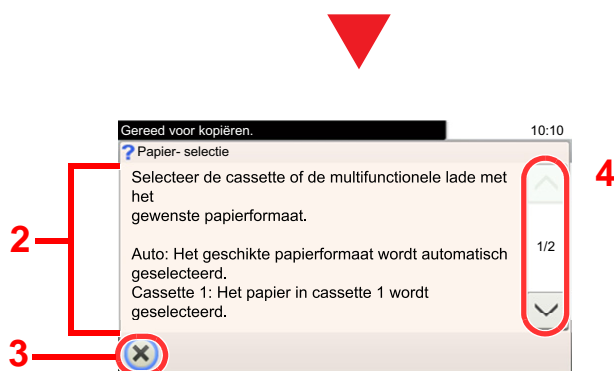 Gereed voor kopiëren. 10:10
? Papier- selectie
Selecteer de cassette of de multifunctionele lade met
het
gewenste papierformaat.
Auto: Het geschikte papierformaat wordt automatisch
geselecteerd.
Cassette 1: Het papier in cassette 1 wordt
geselecteerd.
1/2
2
3
4